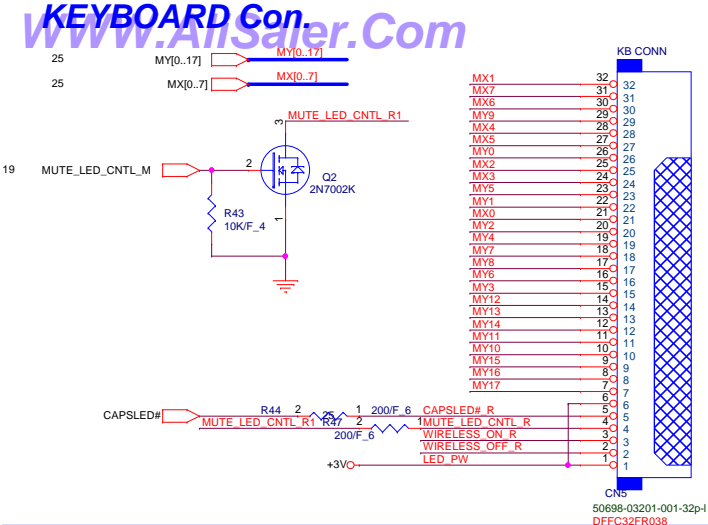 KEYBOARD Con.
WWW.AliSaler.Com
25 MY[0..17] MY[0..17]
25 MX[0..7] MX[0..7]
KB CONN
3 MUTE_LED_CNTL_R1
19 MUTE_LED_CNTL_M 2
Q2
2N7002K
R43
10K/F_4
1
MX1 32 32
MX7 31 31
MX6 30 30
MY9 29 29
MX4 28 28
MX5 27 27
MY0 26 26
MX2 25 25
MX3 24 24
MY5 23 23
MY1 22 22
MX0 21 21
MY2 20 20
MY4 19 19
MY7 18 18
MY8 17 17
MY6 16 16
MY3 15 15
MY12 14 14
MY13 13 13
MY14 12 12
MY11 11 11
MY10 10 10
MY15 9 9
MY16 8 8
MY17 7 7
6 6
CAPSLED# 25 R44 2 1 200/F_6 CAPSLED#_R 5 5
MUTE_LED_CNTL_R1 R47 2 1 200/F_6 MUTE_LED_CNTL_R 4 4
WIRELESS_ON_R 3 3
WIRELESS_OFF_R 2 2
+3VO LED_PW 1 1
CN5
50698-03201-001-32p-l
DFFC32FR038